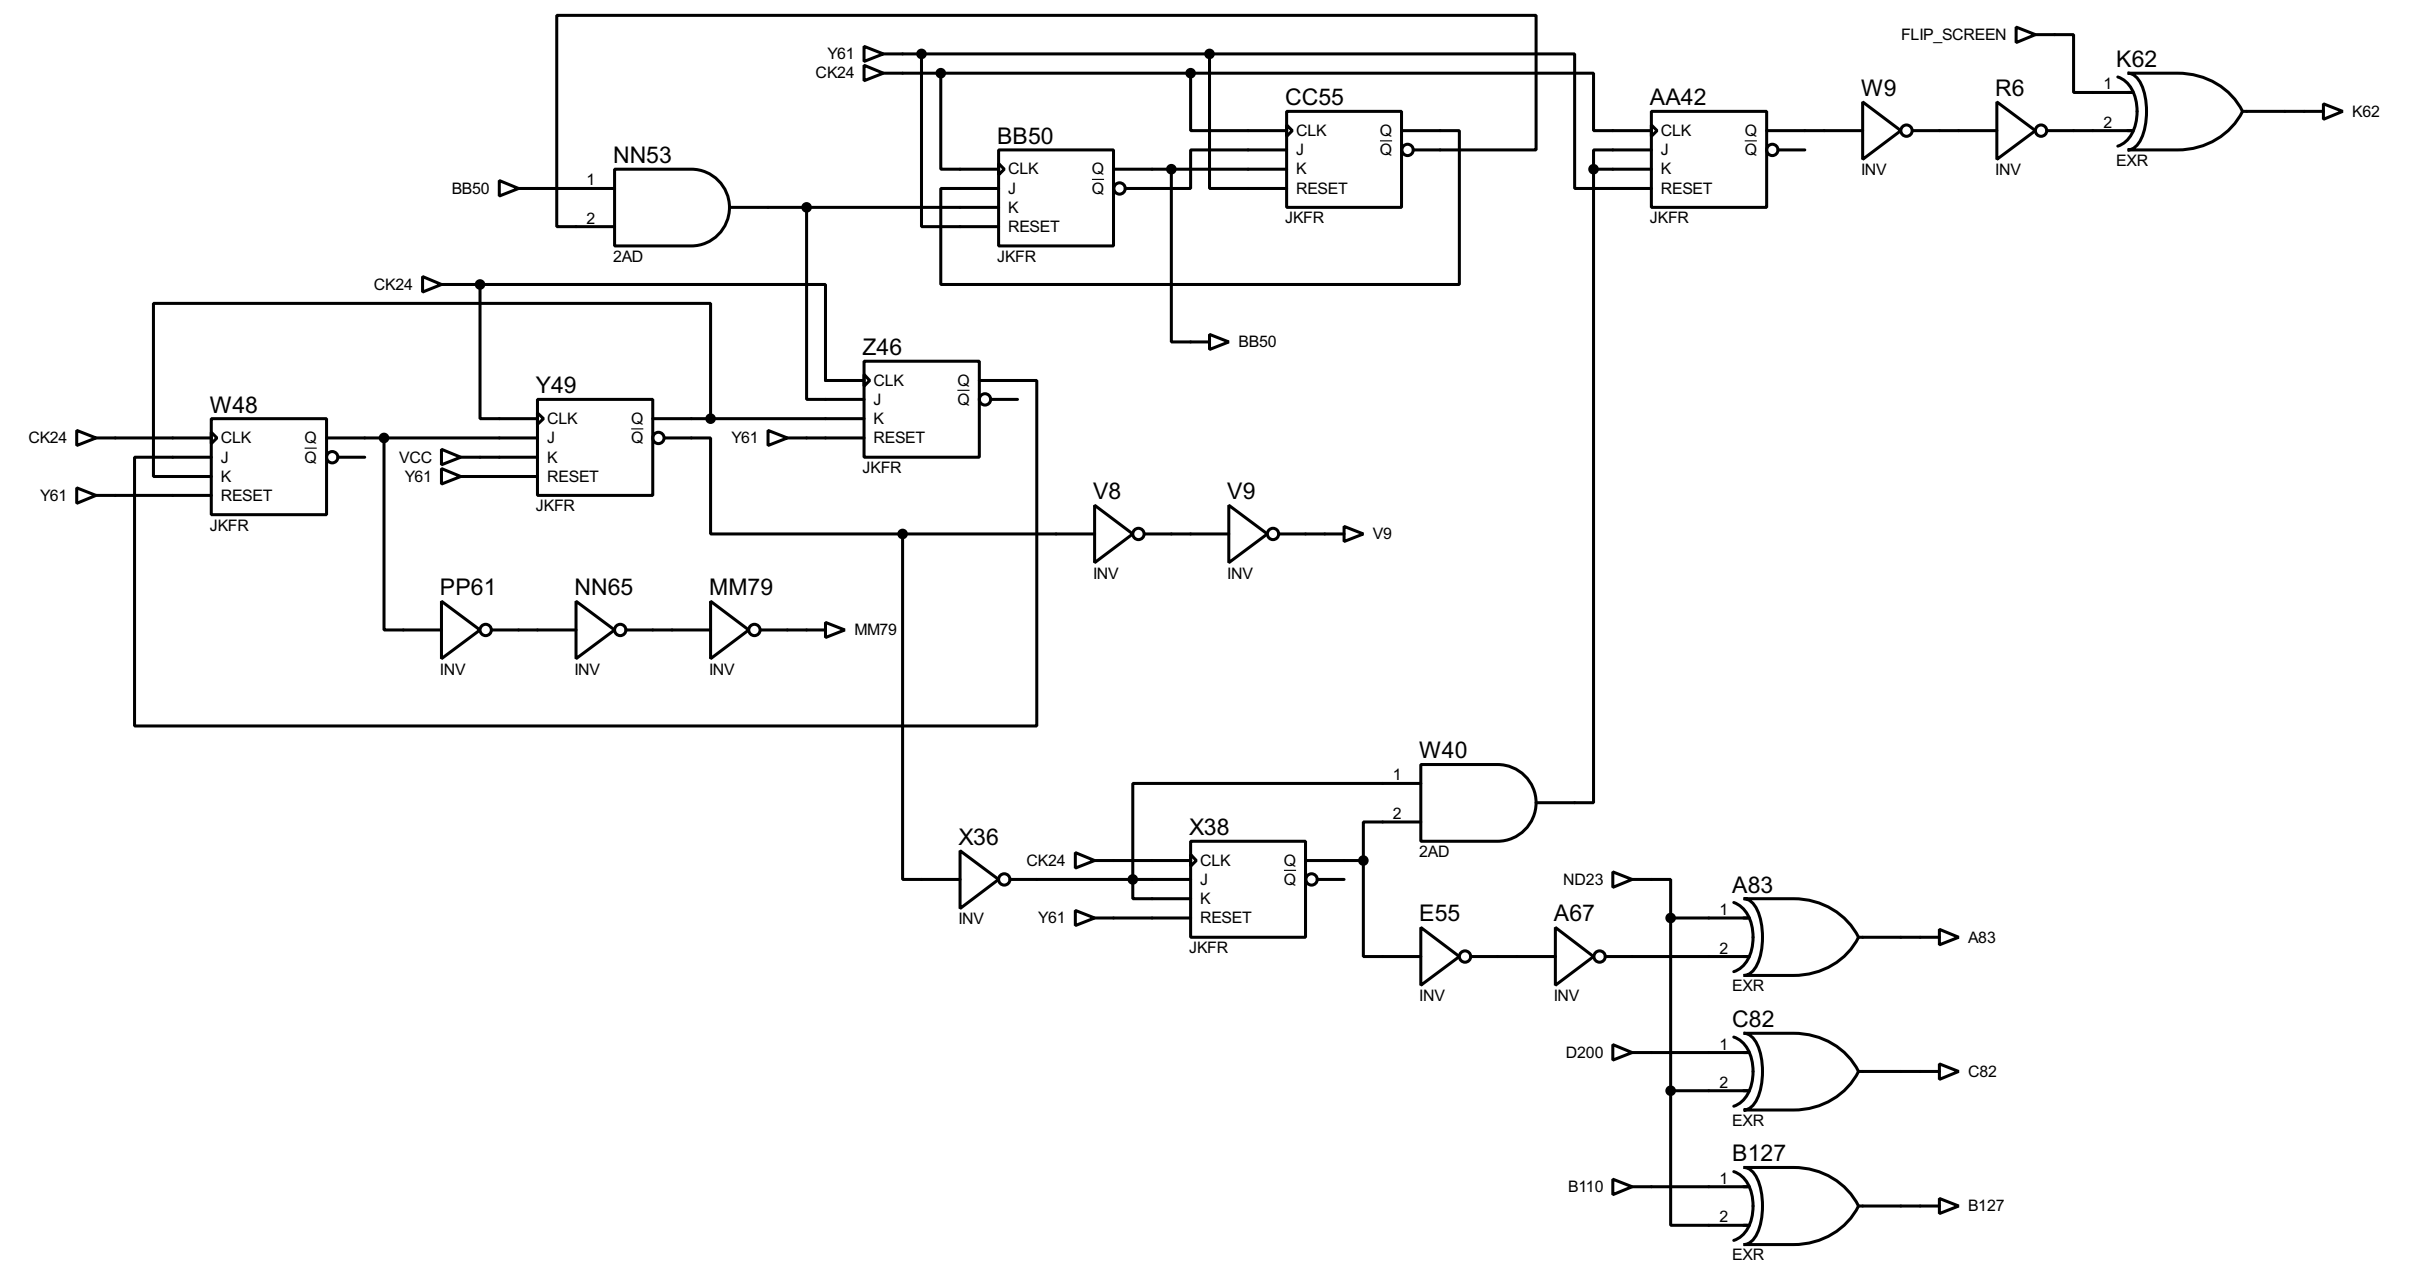 FLIP_SCREEN
Y61
CK24
K62
1
2
EXR
K62
W9
INV
R6
INV
AA42
CLK
J
K
RESET
Q
Q
JKFR
CC55
CLK
J
K
RESET
Q
Q
JKFR
BB50
CLK
J
K
RESET
Q
Q
JKFR
NN53
BB50
1
2
2AD
CK24
BB50
Z46
CLK
J
K
RESET
Q
Q
JKFR
Y61
Y49
CLK
J
K
RESET
Q
Q
JKFR
VCC
Y61
W48
CK24
CLK
J
K
RESET
Q
Q
JKFR
Y61
V8
INV
V9
INV
V9
PP61
INV
NN65
INV
MM79
INV
MM79
W40
1
2
2AD
X36
INV
X38
CK24
CLK
J
K
RESET
Q
Q
JKFR
Y61
E55
INV
A67
INV
ND23
A83
1
2
EXR
A83
C82
D200
1
2
EXR
C82
B127
B110
1
2
EXR
B127